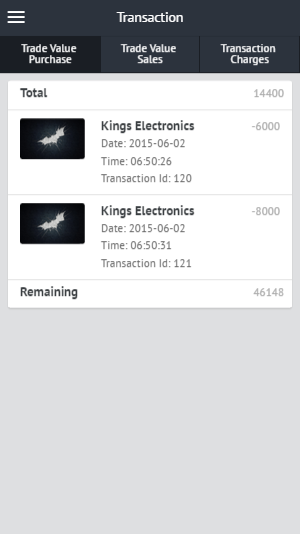 Transaction
Trade Value
Purchase
Trade Value
Sales
Transaction
Charges
Total 14400
Kings Electronics -6000
Date: 2015-06-02
Time: 06:50:26
Transaction Id: 120
Kings Electronics -8000
Date: 2015-06-02
Time: 06:50:31
Transaction Id: 121
Remaining 46148